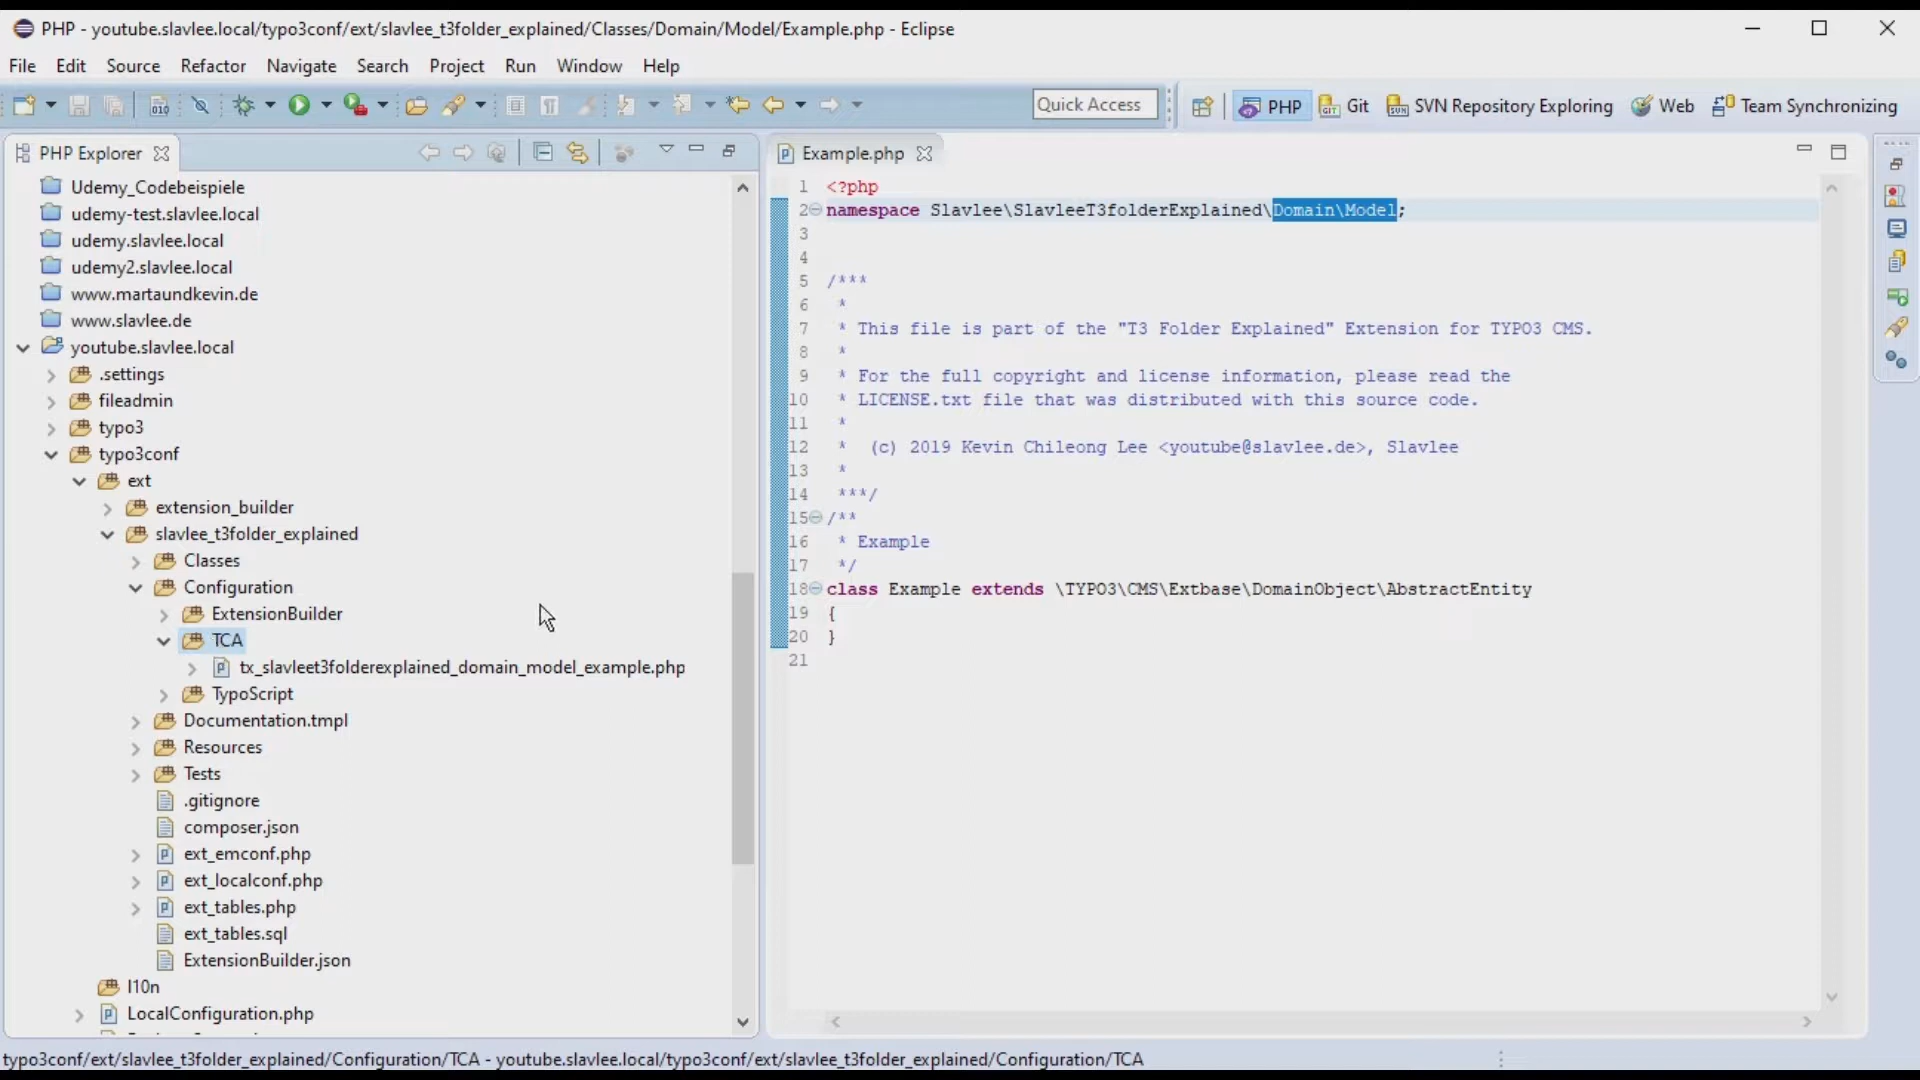 PHP - youtube.slavlee.local/typo3conf/ext/slavlee_t3folder_explained/Classes/Domain/Model/Example.php - Eclipse
File Edit Source Refactor Navigate Search Project Run Window Help
Quick Access
PHP Git SVN Repository Exploring Web Team Synchronizing
PHP Explorer
Udemy_Codebeispiele
udemy-test.slavlee.local
udemy.slavlee.local
udemy2.slavlee.local
www.martaundkevin.de
www.slavlee.de
youtube.slavlee.local
.settings
fileadmin
typo3
typo3conf
ext
extension_builder
slavlee_t3folder_explained
Classes
Configuration
ExtensionBuilder
TCA
tx_slavleet3folderexplained_domain_model_example.php
TypoScript
Documentation.tmpl
Resources
Tests
.gitignore
composer.json
ext_emconf.php
ext_localconf.php
ext_tables.php
ext_tables.sql
ExtensionBuilder.json
l10n
LocalConfiguration.php
Example.php
1 <?php
2 namespace Slavlee\SlavleeT3folderExplained\Domain\Model;
3
4
5 /***
6 *
7 * This file is part of the "T3 Folder Explained" Extension for TYPO3 CMS.
8 *
9 * For the full copyright and license information, please read the
10 * LICENSE.txt file that was distributed with this source code.
11 *
12 * (c) 2019 Kevin Chileong Lee <youtube@slavlee.de>, Slavlee
13 *
14 ***/
15 /**
16 * Example
17 */
18 class Example extends \TYPO3\CMS\Extbase\DomainObject\AbstractEntity
19 {
20 }
21
typo3conf/ext/slavlee_t3folder_explained/Configuration/TCA - youtube.slavlee.local/typo3conf/ext/slavlee_t3folder_explained/Configuration/TCA